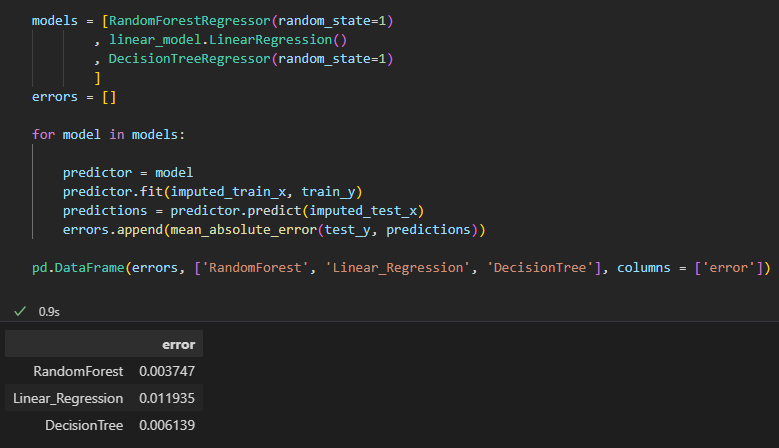 models = [RandomForestRegressor(random_state=1)
, linear_model.LinearRegression()
, DecisionTreeRegressor(random_state=1)
]
errors = []
for model in models:
predictor = model
predictor.fit(imputed_train_x, train_y)
predictions = predictor.predict(imputed_test_x)
errors.append(mean_absolute_error(test_y, predictions))
pd.DataFrame(errors, ['RandomForest', 'Linear_Regression', 'DecisionTree'], columns = ['error'])
0.9s
error
RandomForest 0.003747
Linear_Regression 0.011935
DecisionTree 0.006139